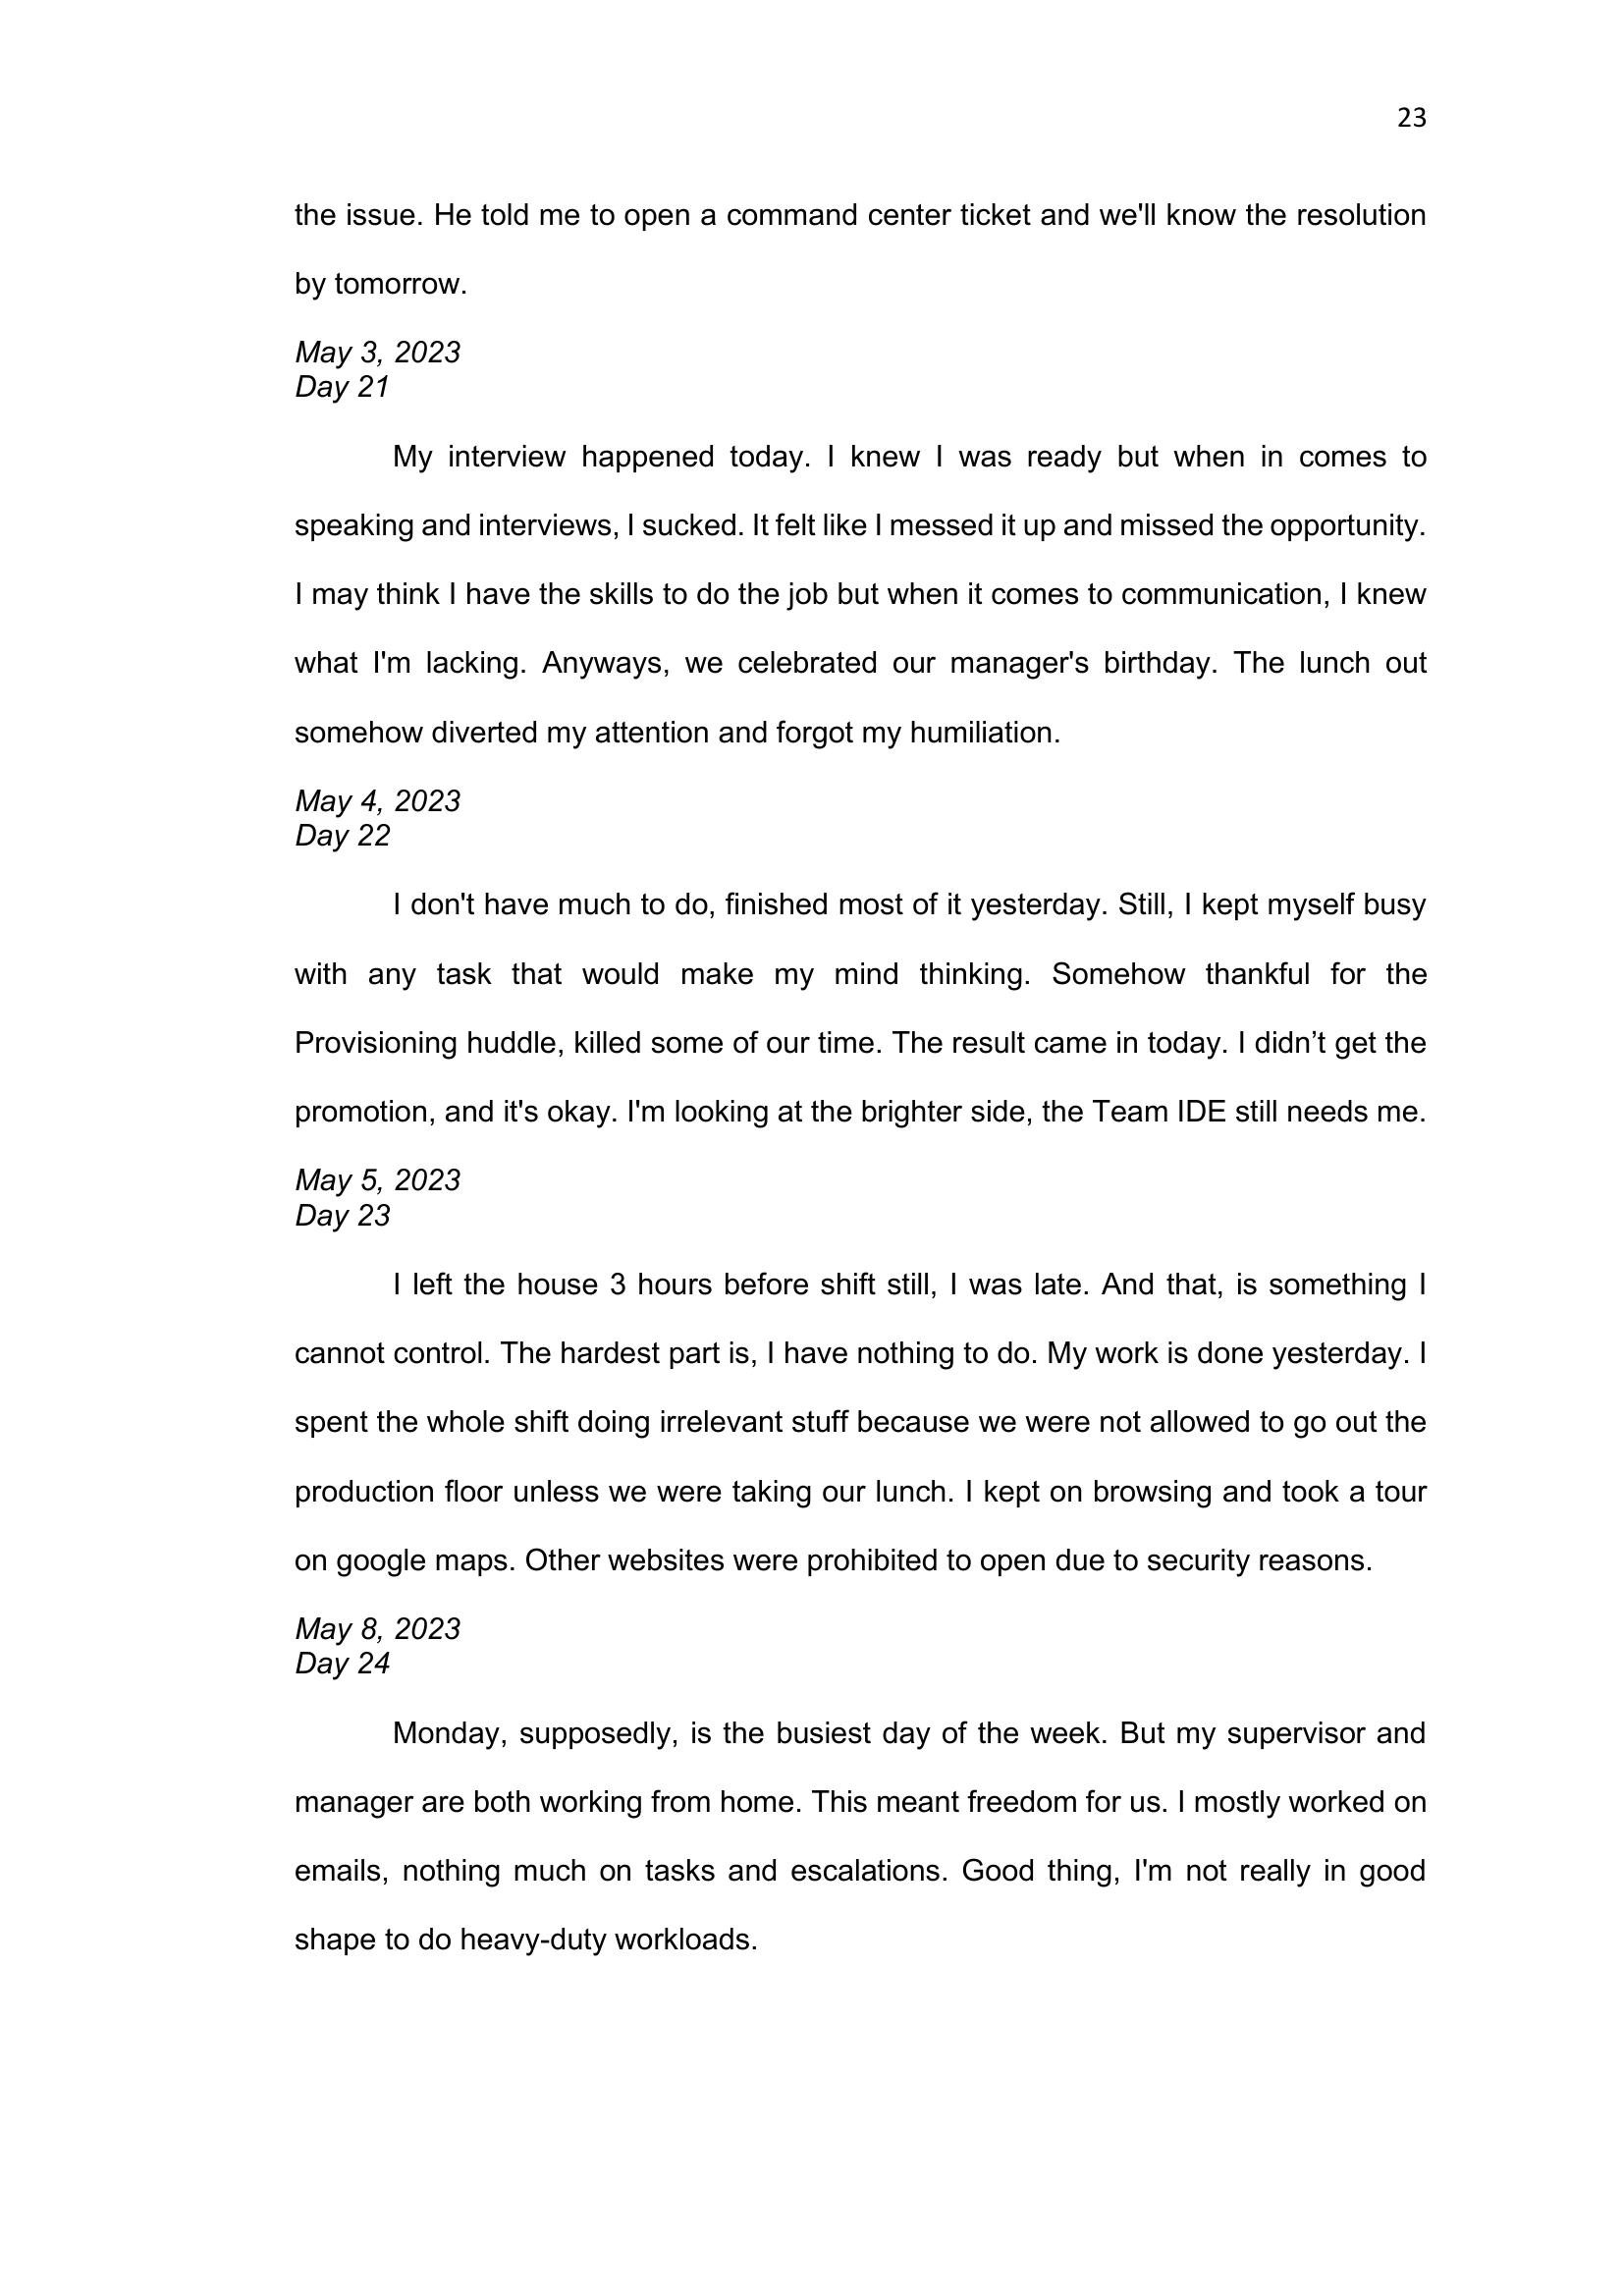 23
the issue. He told me to open a command center ticket and we'll know the resolution
by tomorrow.
May 3, 2023
Day 21
My interview happened today. I knew I was ready but when in comes to
speaking and interviews, I sucked. It felt like I messed it up and missed the opportunity.
I may think I have the skills to do the job but when it comes to communication, I knew
what I'm lacking. Anyways, we celebrated our manager's birthday. The lunch out
somehow diverted my attention and forgot my humiliation.
May 4, 2023
Day 22
I don't have much to do, finished most of it yesterday. Still, I kept myself busy
with any task that would make my mind thinking. Somehow thankful for the
Provisioning huddle, killed some of our time. The result came in today. I didn’t get the
promotion, and it's okay. I'm looking at the brighter side, the Team IDE still needs me.
May 5, 2023
Day 23
I left the house 3 hours before shift still, I was late. And that, is something I
cannot control. The hardest part is, I have nothing to do. My work is done yesterday. I
spent the whole shift doing irrelevant stuff because we were not allowed to go out the
production floor unless we were taking our lunch. I kept on browsing and took a tour
on google maps. Other websites were prohibited to open due to security reasons.
May 8, 2023
Day 24
Monday, supposedly, is the busiest day of the week. But my supervisor and
manager are both working from home. This meant freedom for us. I mostly worked on
emails, nothing much on tasks and escalations. Good thing, I'm not really in good
shape to do heavy-duty workloads.